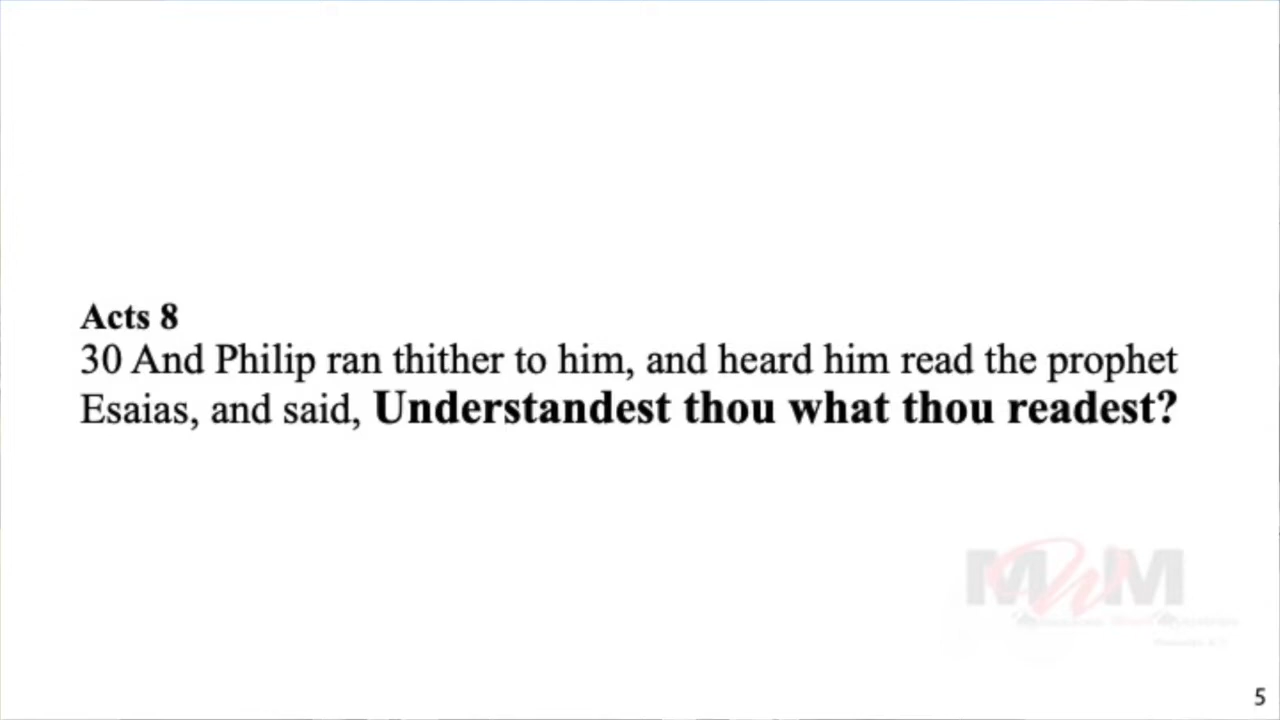 Acts 8
30 And Philip ran thither to him, and heard him read the prophet
Esaias, and said, Understandest thou what thou readest?
MWM
5